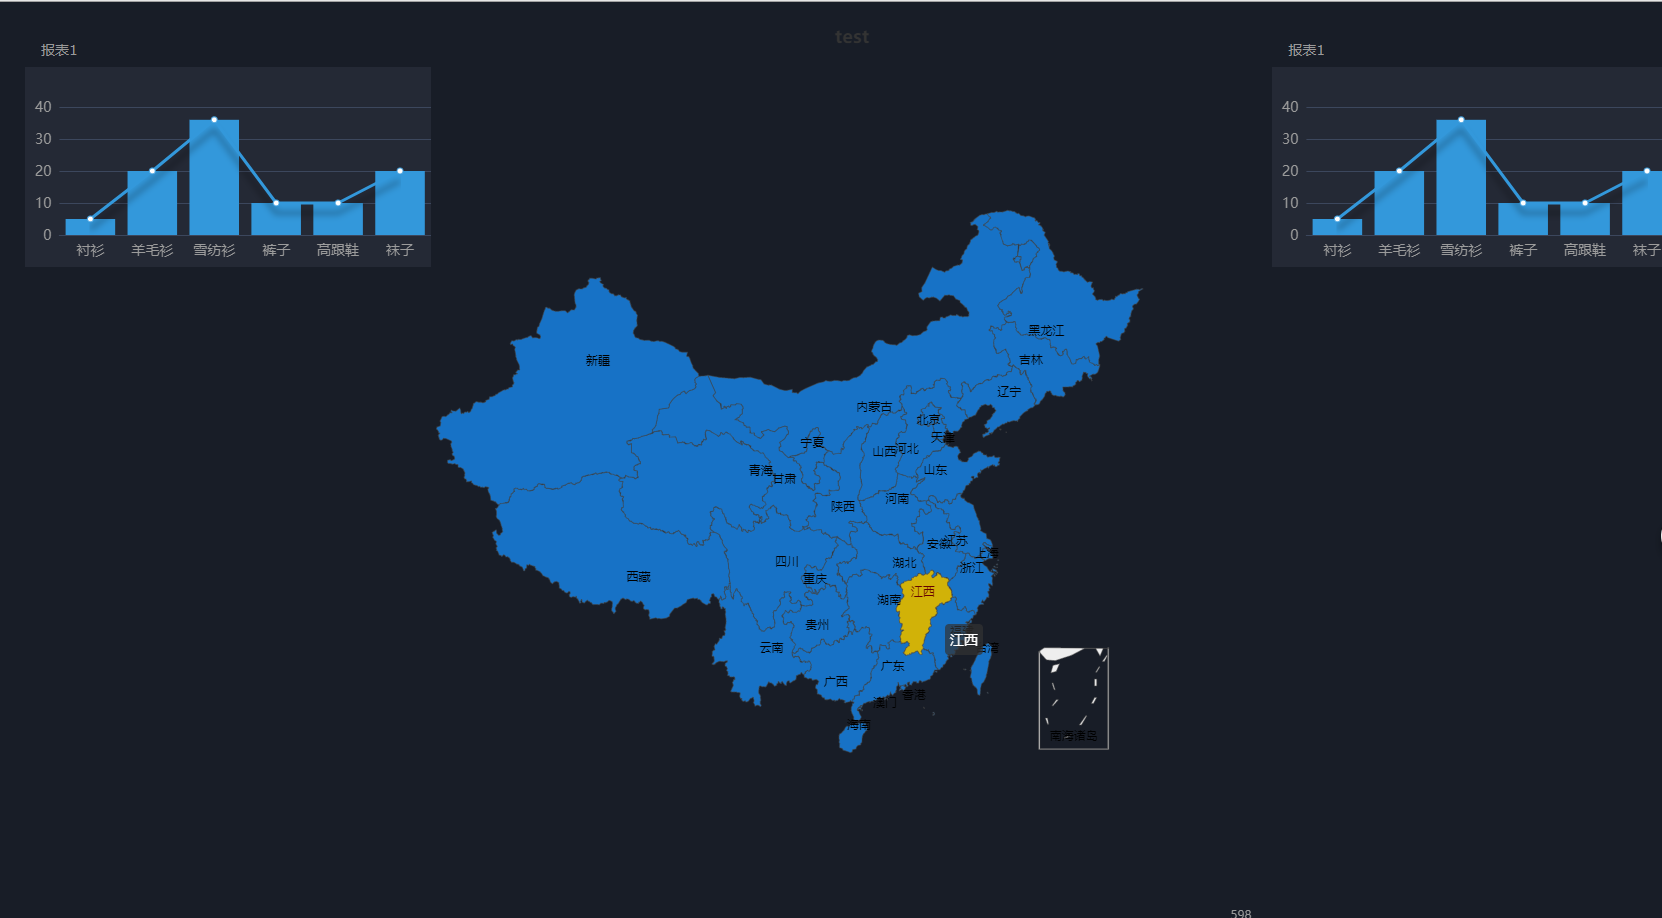 test
报表1
40
30
20
10
0
衬衫 羊毛衫 雪纺衫 裤子 高跟鞋 袜子
报表1
40
30
20
10
0
衬衫 羊毛衫 雪纺衫 裤子 高跟鞋 袜子
黑龙江
吉林
新疆
辽宁
内蒙古
北京
天津
宁夏
山西
河北
青海
甘肃
山东
河南
陕西
江苏
安徽
上海
四川
湖北
浙江
西藏
重庆
江西
湖南
贵州
江西
云南
台湾
广东
广西
香港
澳门
海南
南海诸岛
598